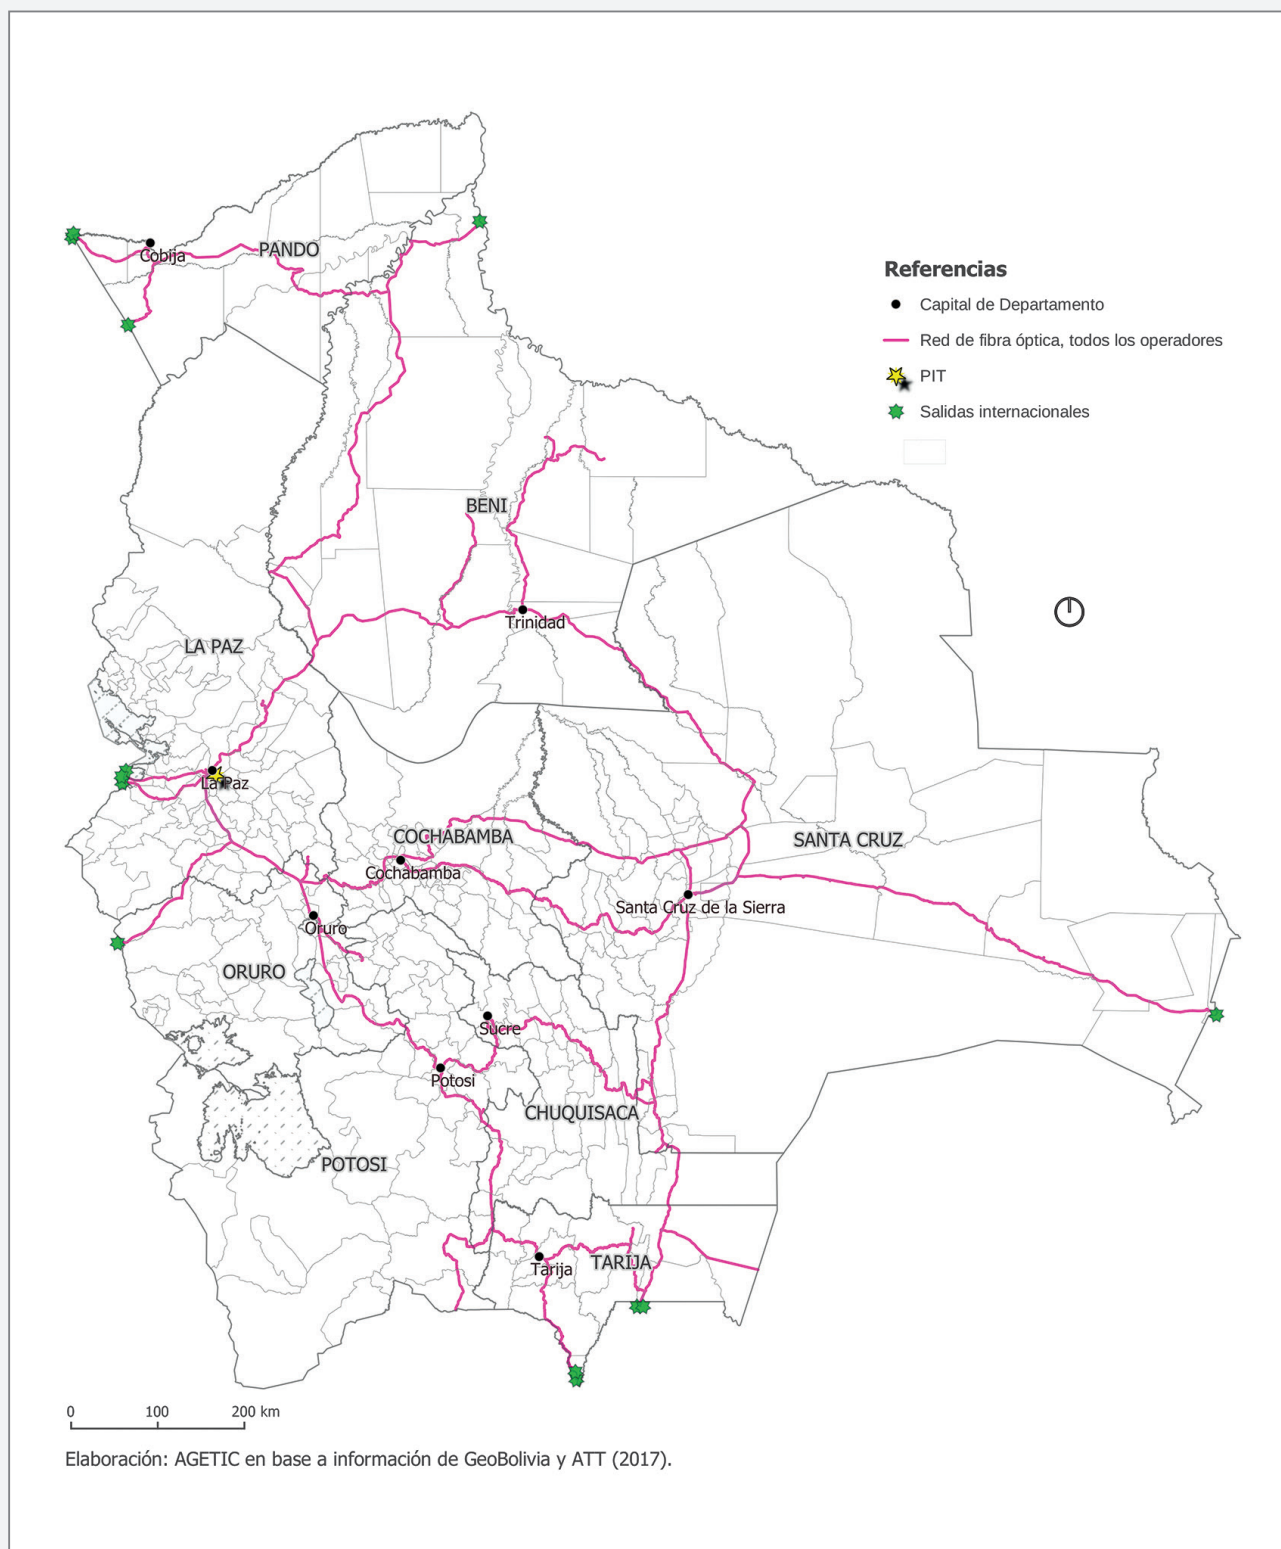 Cobija
PANDO
Referencias
Capital de Departamento
Red de fibra óptica, todos los operadores
PIT
Salidas internacionales
BENI
Trinidad
LA PAZ
La Paz
COCHABAMBA
SANTA CRUZ
Cochabamba
Santa Cruz de la Sierra
Oruro
ORURO
Sucre
Potosi
CHUQUISACA
POTOSI
TARIJA
Tarija
0 100 200 km
Elaboración: AGETIC en base a información de GeoBolivia y ATT (2017).